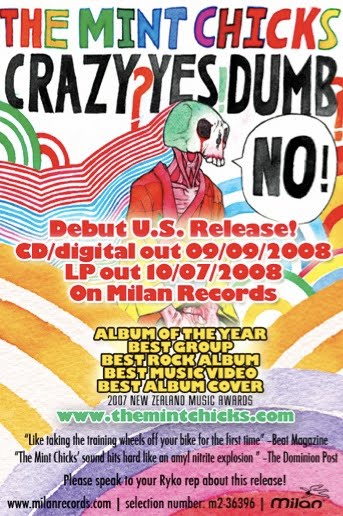 THE MINT CHICKS
CRAZY? YES! DUMB?
NO!
Debut U.S. Release!
CD/digital out 09/09/2008
LP out 10/07/2008
On Milan Records
ALBUM OF THE YEAR
BEST GROUP
BEST ROCK ALBUM
BEST MUSIC VIDEO
BEST ALBUM COVER
2007 NEW ZEALAND MUSIC AWARDS
www.themintchicks.com
"Like taking the training wheels off your bike for the first time" –Beat Magazine
"The Mint Chicks' sound hits hard like an amyl nitrite explosion " –The Dominion Post
Please speak to your Ryko rep about this release!
www.milanrecords.com | selection number: m2-36396 | milan